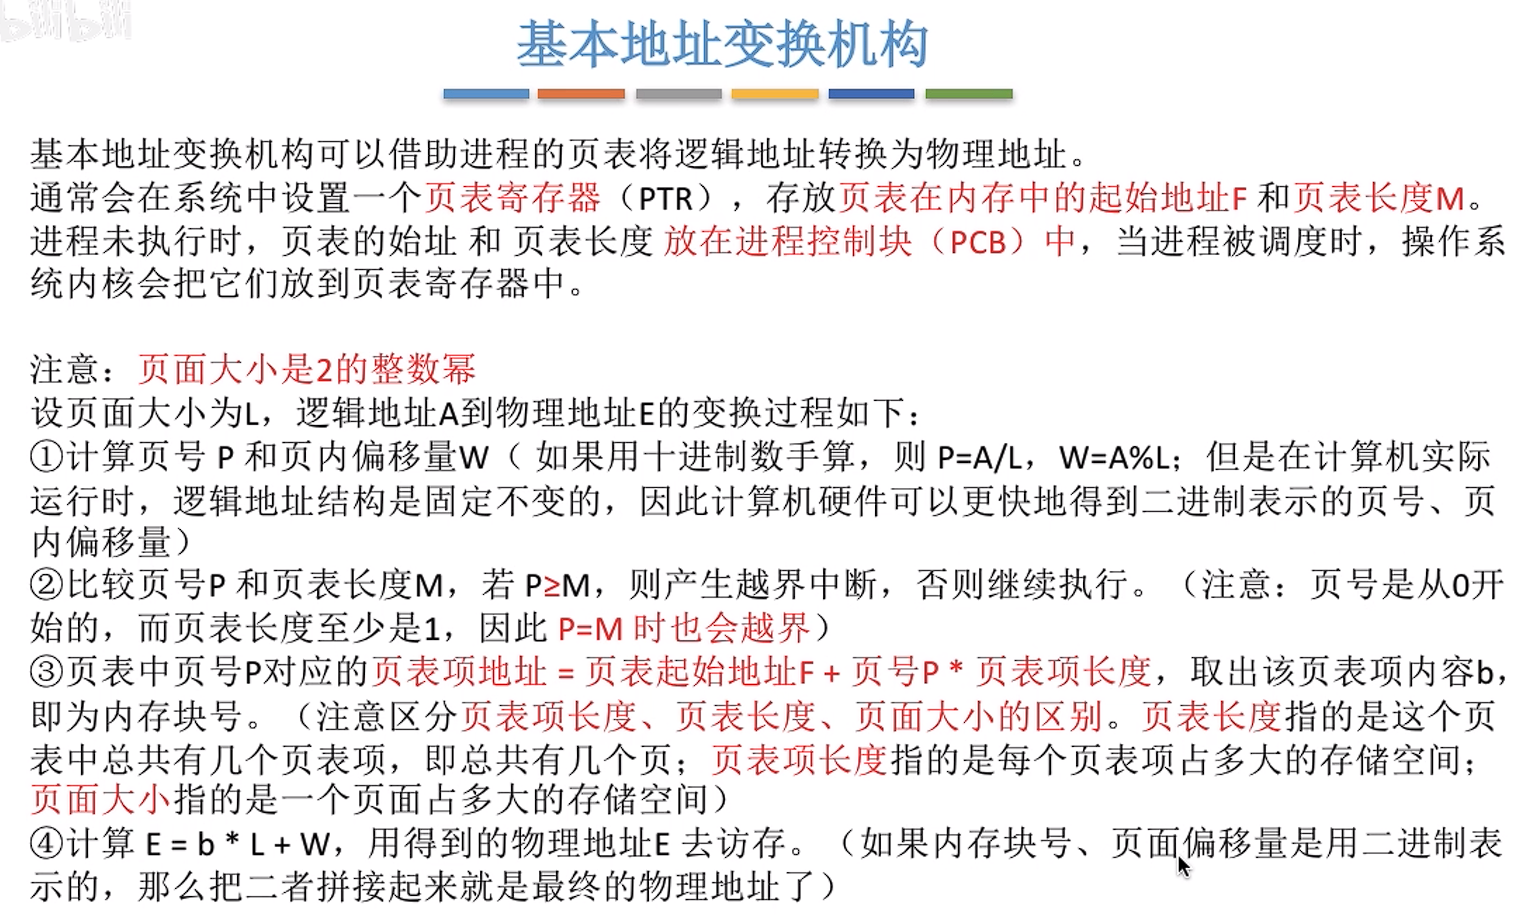 bilibili
基本地址变换机构
基本地址变换机构可以借助进程的页表将逻辑地址转换为物理地址。
通常会在系统中设置一个页表寄存器（PTR），存放页表在内存中的起始地址F 和页表长度M。
进程未执行时，页表的始址 和 页表长度 放在进程控制块（PCB）中，当进程被调度时，操作系
统内核会把它们放到页表寄存器中。
注意：页面大小是2的整数幂
设页面大小为L，逻辑地址A到物理地址E的变换过程如下：
①计算页号 P 和页内偏移量W（ 如果用十进制数手算，则 P=A/L，W=A%L；但是在计算机实际
运行时，逻辑地址结构是固定不变的，因此计算机硬件可以更快地得到二进制表示的页号、页
内偏移量）
②比较页号P 和页表长度M，若 P≥M，则产生越界中断，否则继续执行。（注意：页号是从0开
始的，而页表长度至少是1，因此 P=M 时也会越界）
③页表中页号P对应的页表项地址 = 页表起始地址F + 页号P * 页表项长度，取出该页表项内容b，
即为内存块号。（注意区分页表项长度、页表长度、页面大小的区别。页表长度指的是这个页
表中总共有几个页表项，即总共有几个页；页表项长度指的是每个页表项占多大的存储空间；
页面大小指的是一个页面占多大的存储空间）
④计算 E = b * L + W，用得到的物理地址E 去访存。（如果内存块号、页面偏移量是用二进制表
示的，那么把二者拼接起来就是最终的物理地址了）